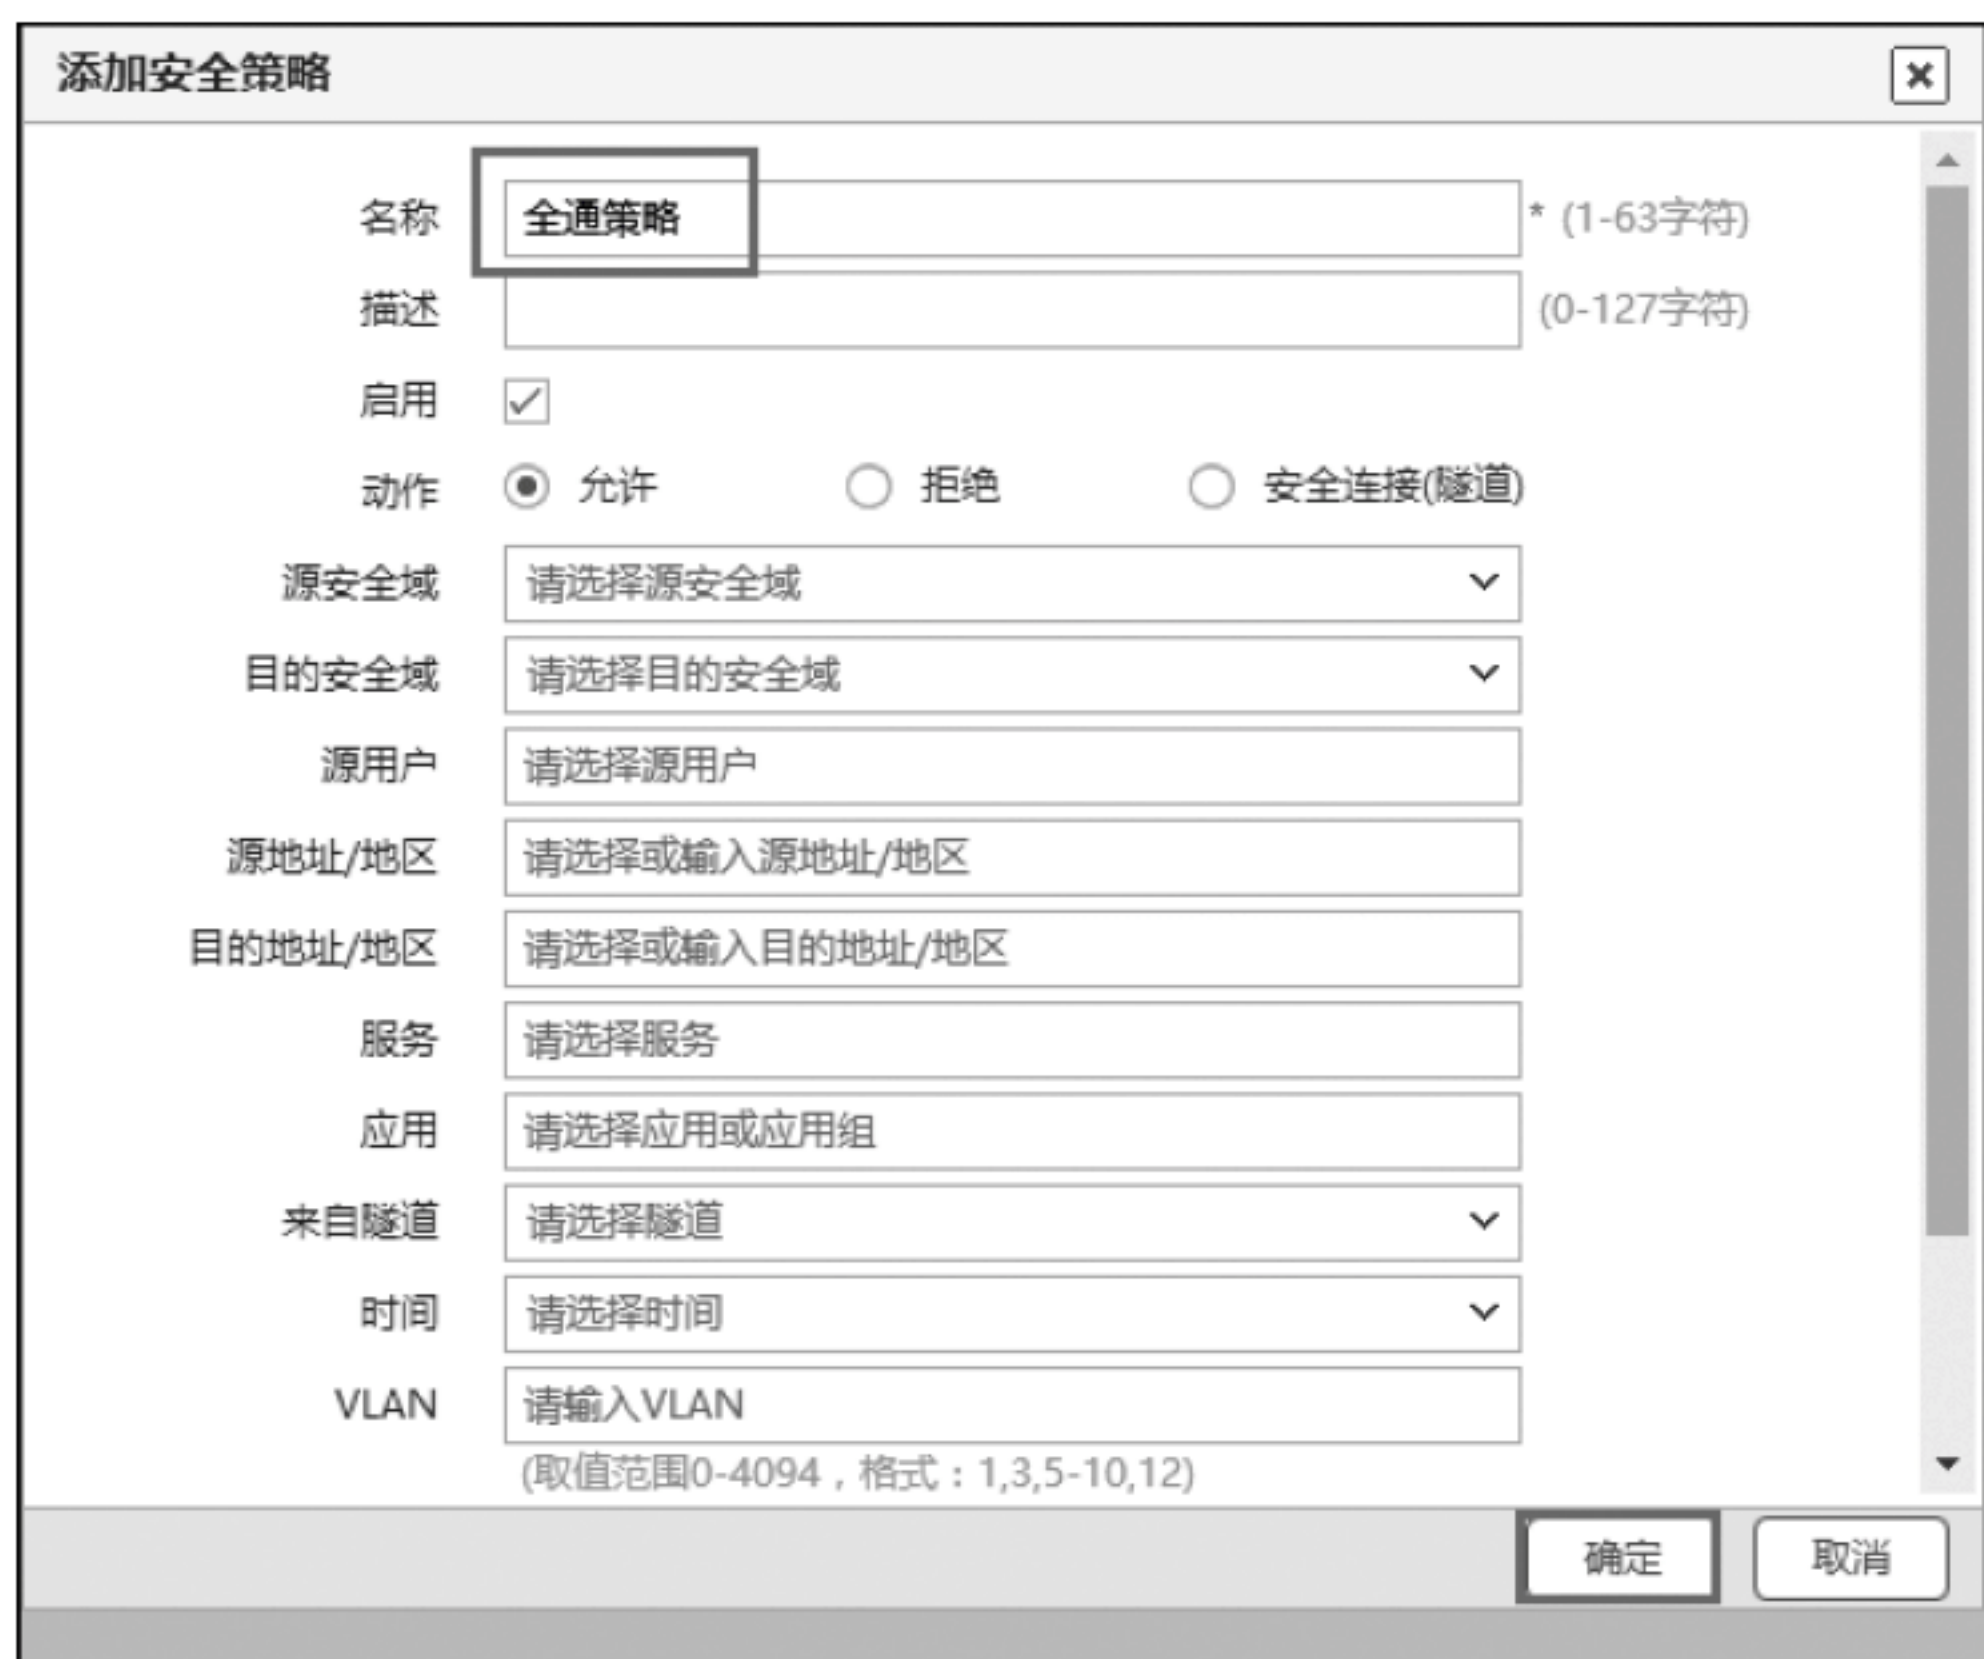 添加安全策略
名称 全通策略 * (1-63字符)
描述 (0-127字符)
启用
动作 允许 拒绝 安全连接(隧道)
源安全域 请选择源安全域
目的安全域 请选择目的安全域
源用户 请选择源用户
源地址/地区 请选择或输入源地址/地区
目的地址/地区 请选择或输入目的地址/地区
服务 请选择服务
应用 请选择应用或应用组
来自隧道 请选择隧道
时间 请选择时间
VLAN 请输入VLAN
(取值范围0-4094，格式：1,3,5-10,12)
确定 取消